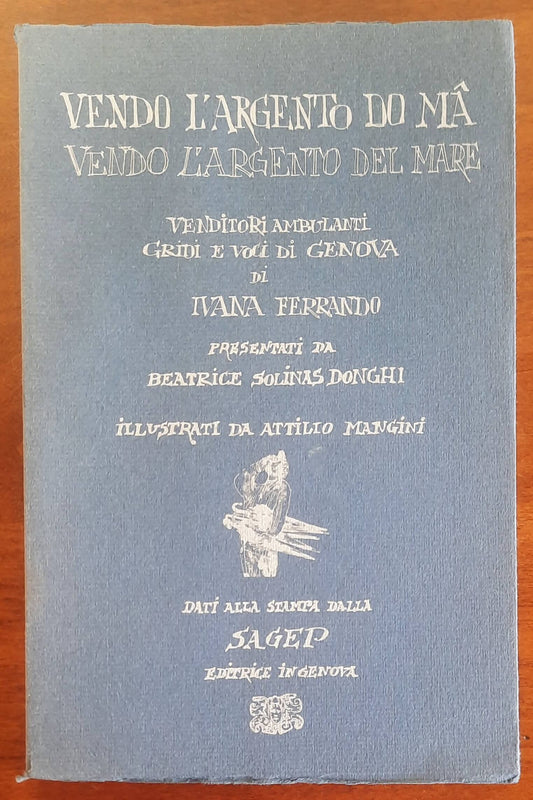 VENDO L'ARGENTO DO MÂ
VENDO L'ARGENTO DEL MARE
VENDITORI AMBULANTI
GRIDI E VOCI DI GENOVA
DI
IVANA FERRANDO
PRESENTATI DA
BEATRICE SOLINAS DONGHI
ILLUSTRATI DA ATTILIO MANGINI
DATI ALLA STAMPA DALLA
SAGEP
EDITRICE IN GENOVA